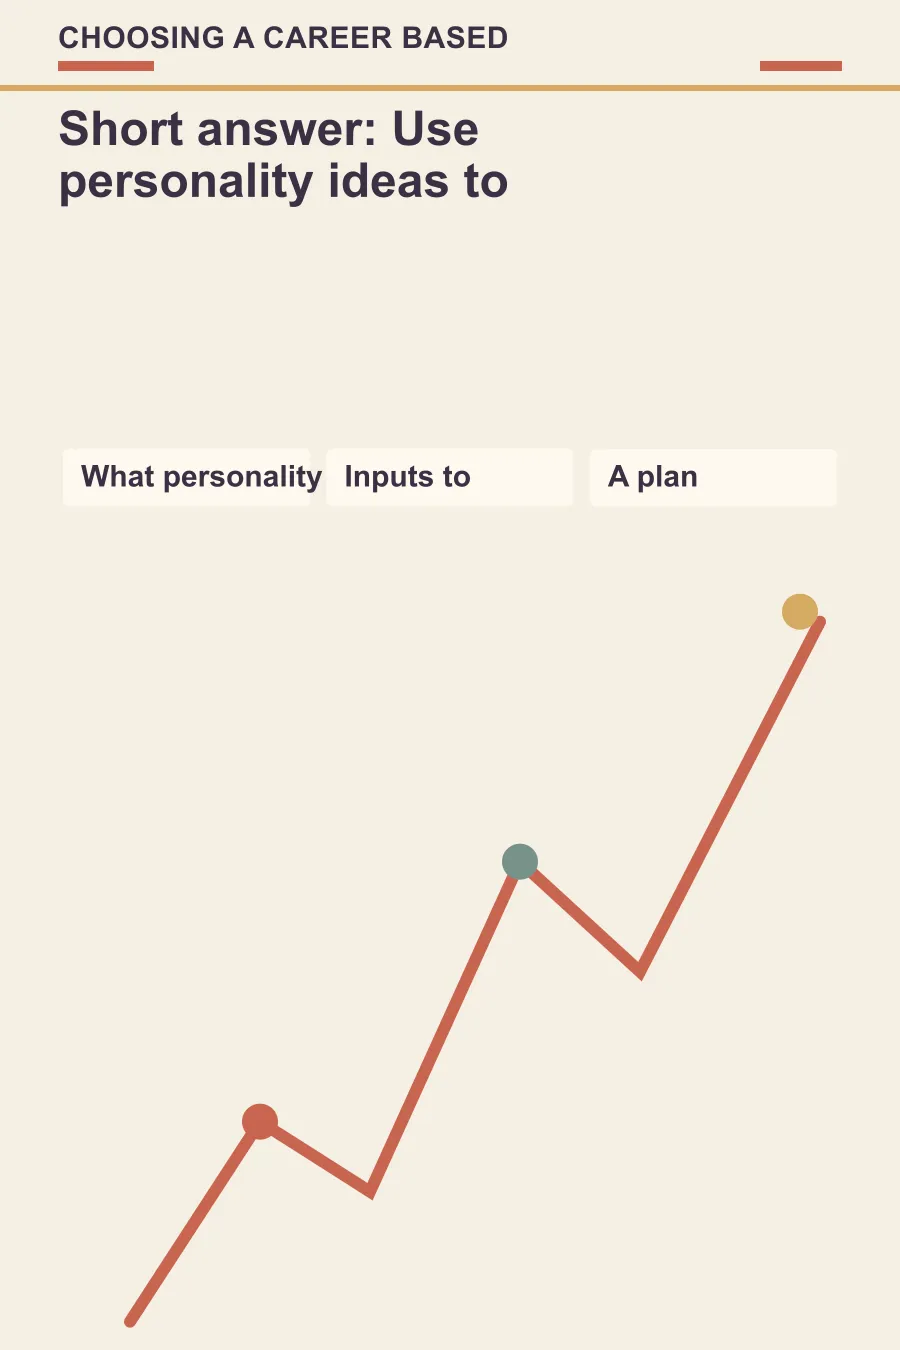 CHOOSING A CAREER BASED
Short answer: Use
personality ideas to
What personality
Inputs to
A plan